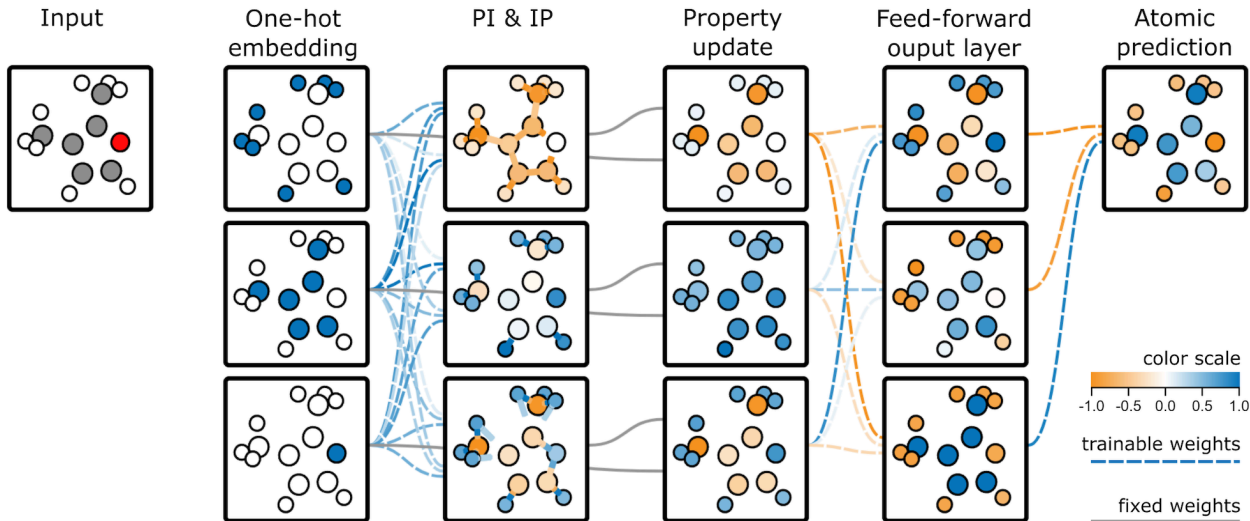 Input
One-hot
embedding
PI & IP
Property
update
Feed-forward
ouput layer
Atomic
prediction
color scale
-1.0 -0.5 0.0 0.5 1.0
trainable weights
fixed weights